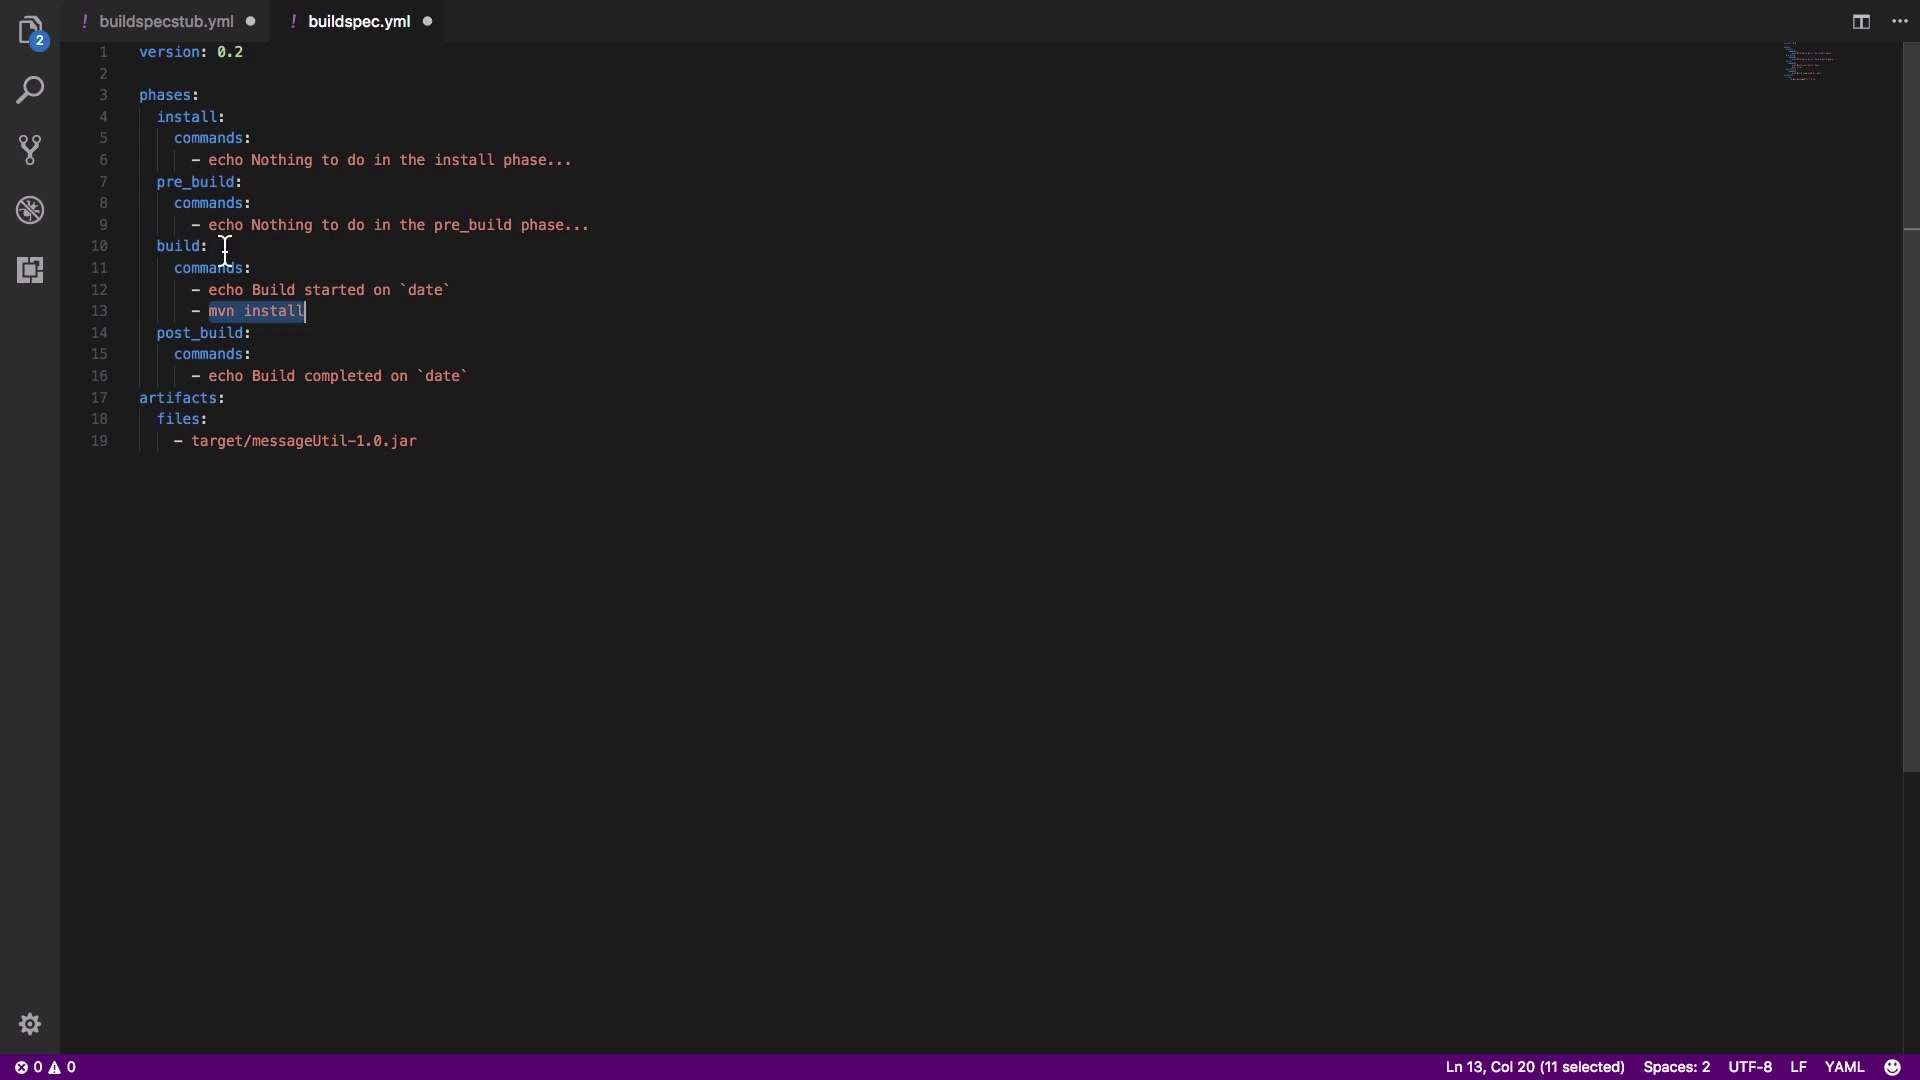 2
! buildspecstub.yml
! buildspec.yml
1 version: 0.2
2
3 phases:
4 install:
5 commands:
6 - echo Nothing to do in the install phase...
7 pre_build:
8 commands:
9 - echo Nothing to do in the pre_build phase...
10 build:
11 commands:
12 - echo Build started on `date`
13 - mvn install
14 post_build:
15 commands:
16 - echo Build completed on `date`
17 artifacts:
18 files:
19 - target/messageUtil-1.0.jar
0 0 Ln 13, Col 20 (11 selected) Spaces: 2 UTF-8 LF YAML